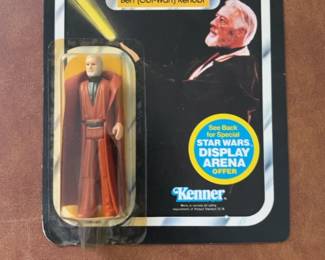 Ben (Obi-Wan) Kenobi
See Back
for Special
STAR WARS
DISPLAY
ARENA
OFFER
Kenner